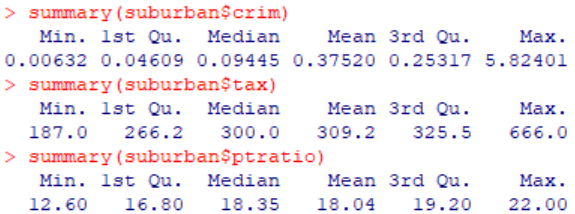 > summary(suburban$crim)
Min. 1st Qu. Median Mean 3rd Qu. Max.
0.00632 0.04609 0.09445 0.37520 0.25317 5.82401
> summary(suburban$tax)
Min. 1st Qu. Median Mean 3rd Qu. Max.
187.0 266.2 300.0 309.2 325.5 666.0
> summary(suburban$ptratio)
Min. 1st Qu. Median Mean 3rd Qu. Max.
12.60 16.80 18.35 18.04 19.20 22.00